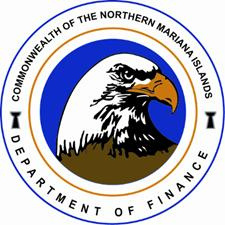 COMMONWEALTH OF THE NORTHERN MARIANA ISLANDS
DEPARTMENT OF FINANCE